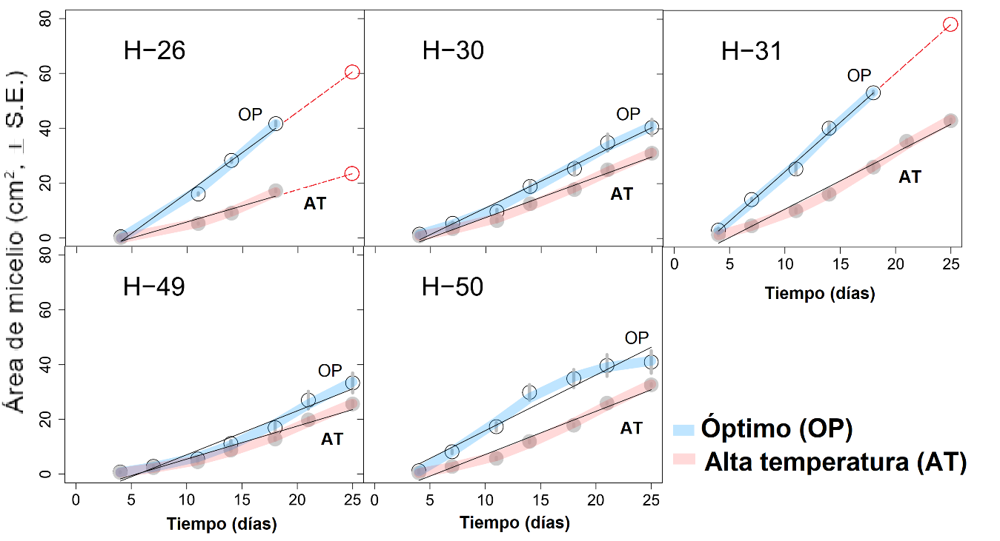 Área de micelio (cm², ± S.E.)
80
60
40
20
0
H−26
OP
AT
H−30
OP
AT
H−31
OP
AT
0 5 10 15 20 25
Tiempo (días)
80
60
40
20
0
H−49
OP
AT
0 5 10 15 20 25
Tiempo (días)
H−50
OP
AT
0 5 10 15 20 25
Tiempo (días)
Óptimo (OP)
Alta temperatura (AT)